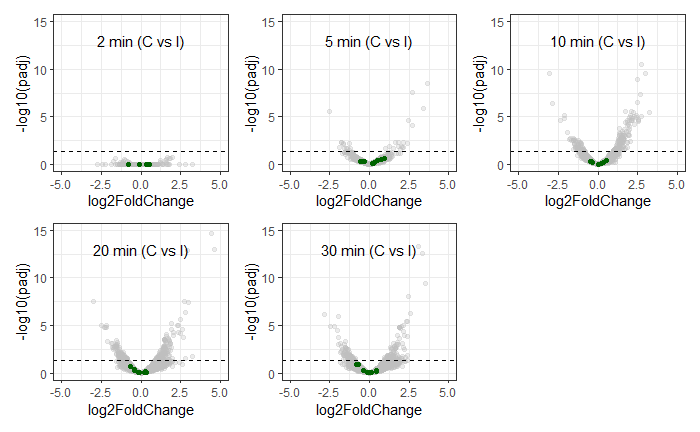 2 min (C vs I)
-log10(padj)
15
10
5
0
-5.0 -2.5 0.0 2.5 5.0
log2FoldChange
5 min (C vs I)
-log10(padj)
15
10
5
0
-5.0 -2.5 0.0 2.5 5.0
log2FoldChange
10 min (C vs I)
-log10(padj)
15
10
5
0
-5.0 -2.5 0.0 2.5 5.0
log2FoldChange
20 min (C vs I)
-log10(padj)
15
10
5
0
-5.0 -2.5 0.0 2.5 5.0
log2FoldChange
30 min (C vs I)
-log10(padj)
15
10
5
0
-5.0 -2.5 0.0 2.5 5.0
log2FoldChange